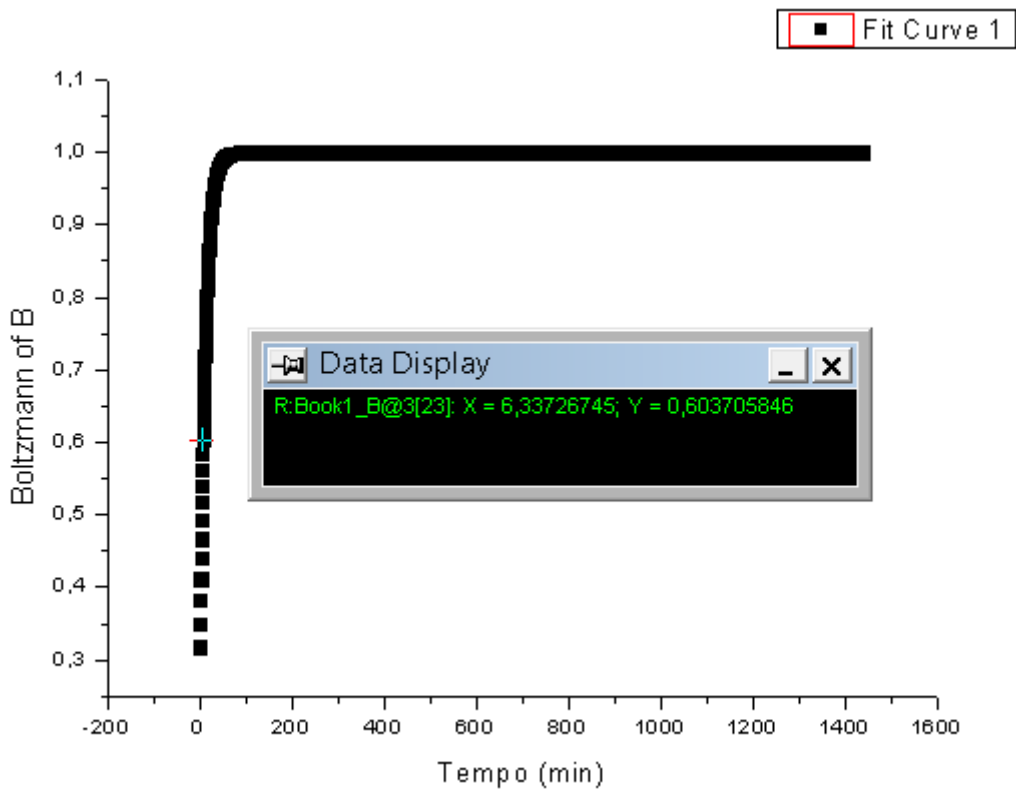 Fit Curve 1
1,1
1,0
0,9
0,8
0,7
0,6
0,5
0,4
0,3
Boltzmann of B
Data Display
R:Book1_B@3[23]: X = 6,33726745; Y = 0,603705846
-200 0 200 400 600 800 1000 1200 1400 1600
Tempo (min)